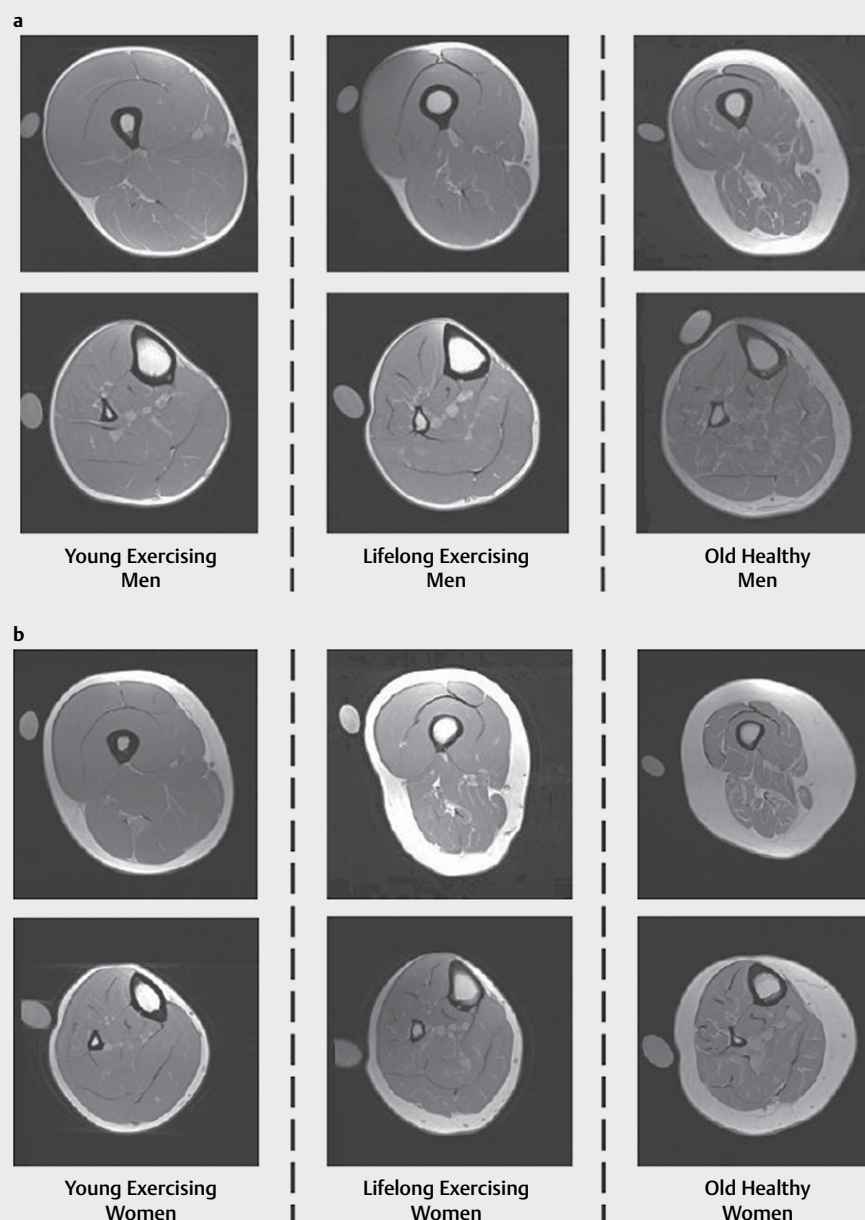 a
Young Exercising
Men
Lifelong Exercising
Men
Old Healthy
Men
b
Young Exercising
Women
Lifelong Exercising
Women
Old Healthy
Women